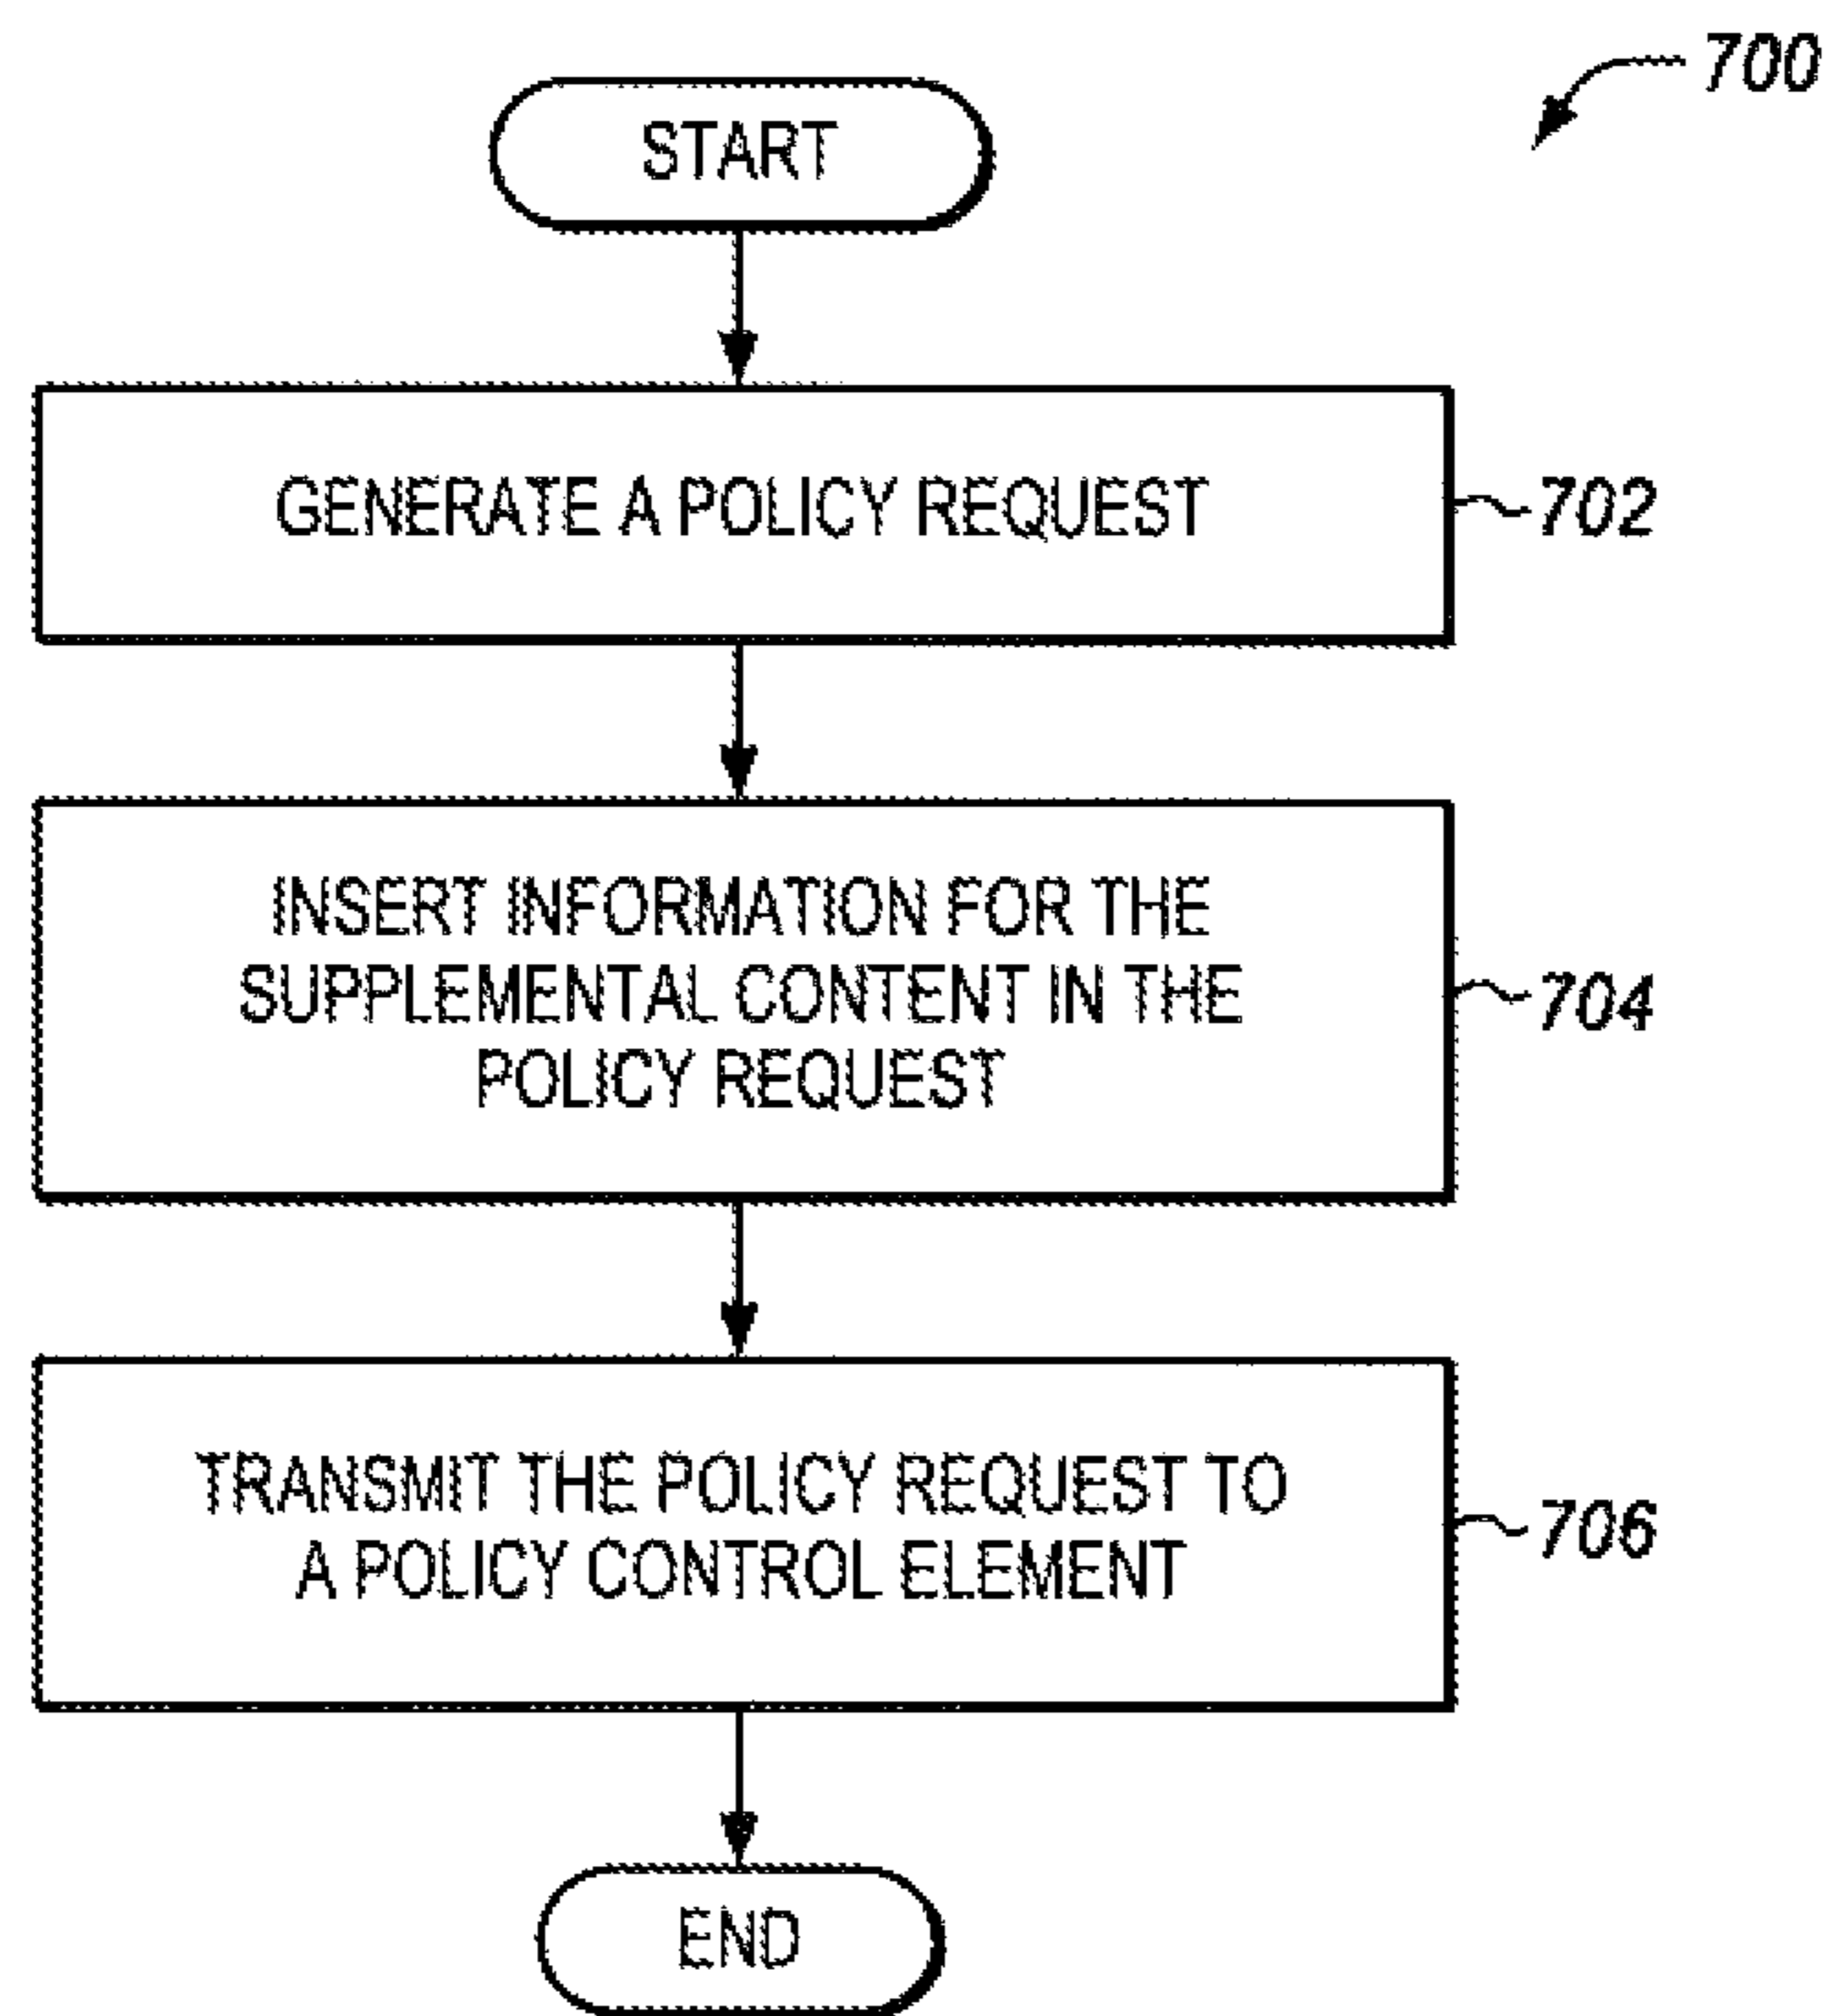 700
START
GENERATE A POLICY REQUEST
702
INSERT INFORMATION FOR THE
SUPPLEMENTAL CONTENT IN THE
POLICY REQUEST
704
TRANSMIT THE POLICY REQUEST TO
A POLICY CONTROL ELEMENT
706
END